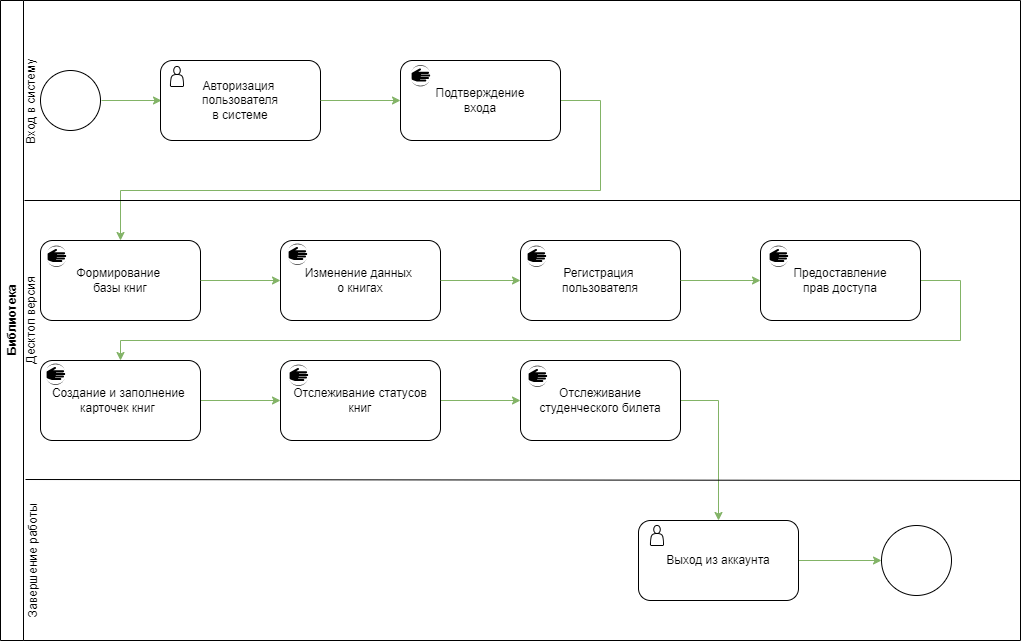 Библиотека
Вход в систему
Авторизация
пользователя
в системе
Подтверждение
входа
Десктоп версия
Формирование
базы книг
Изменение данных
о книгах
Регистрация
пользователя
Предоставление
прав доступа
Создание и заполнение
карточек книг
Отслеживание статусов
книг
Отслеживание
студенческого билета
Завершение работы
Выход из аккаунта